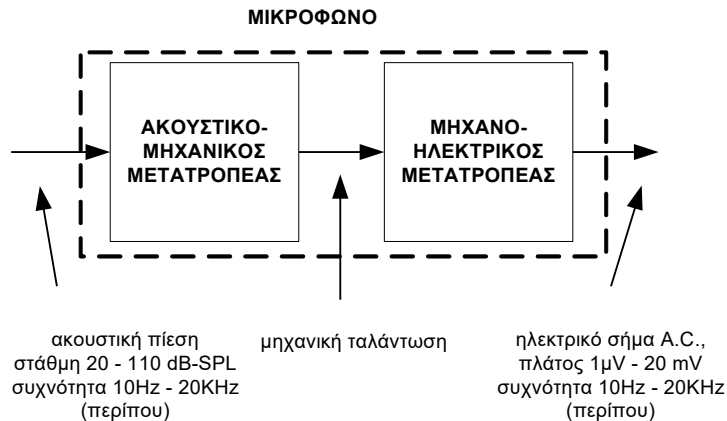 ΜΙΚΡΟΦΩΝΟ
ΑΚΟΥΣΤΙΚΟ-
ΜΗΧΑΝΙΚΟΣ
ΜΕΤΑΤΡΟΠΕΑΣ
ΜΗΧΑΝΟ-
ΗΛΕΚΤΡΙΚΟΣ
ΜΕΤΑΤΡΟΠΕΑΣ
ακουστική πίεση
στάθμη 20 - 110 dB-SPL
συχνότητα 10Hz - 20KHz
(περίπου)
μηχανική ταλάντωση
ηλεκτρικό σήμα A.C.,
πλάτος 1μV - 20 mV
συχνότητα 10Hz - 20KHz
(περίπου)